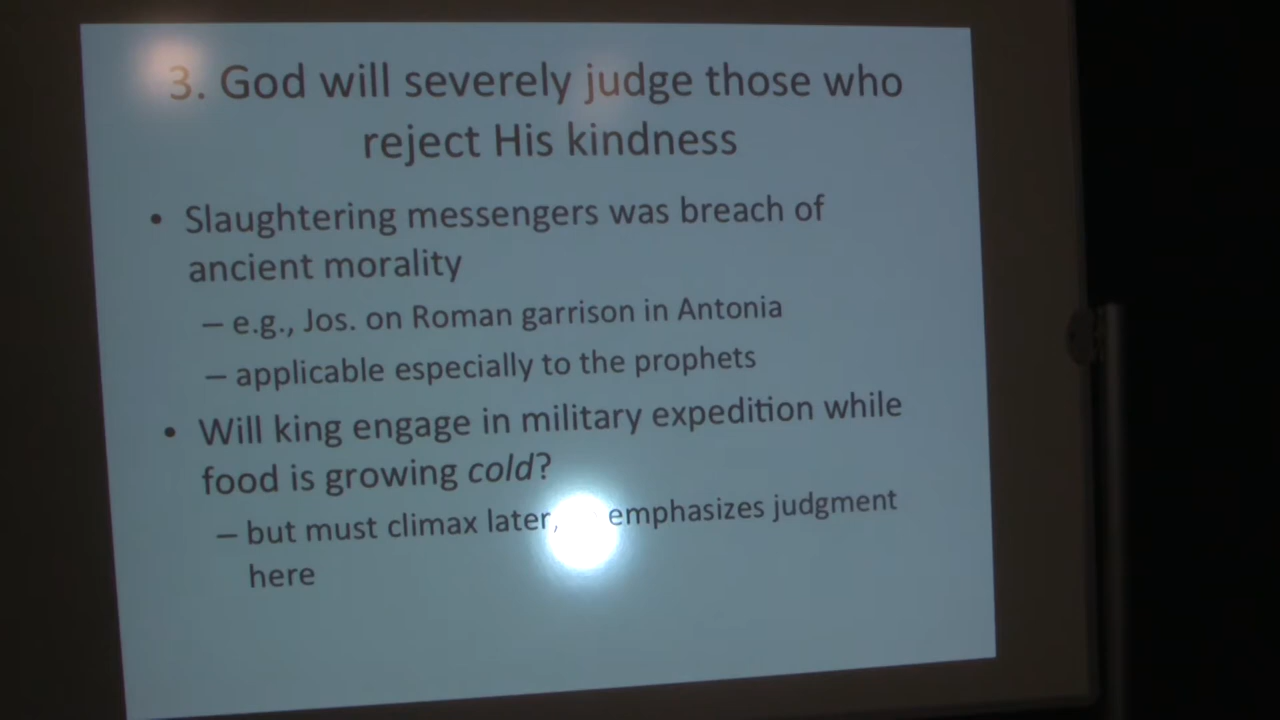 3. God will severely judge those who
reject His kindness
• Slaughtering messengers was breach of
ancient morality
– e.g., Jos. on Roman garrison in Antonia
– applicable especially to the prophets
• Will king engage in military expedition while
food is growing cold?
– but must climax later, emphasizes judgment
here